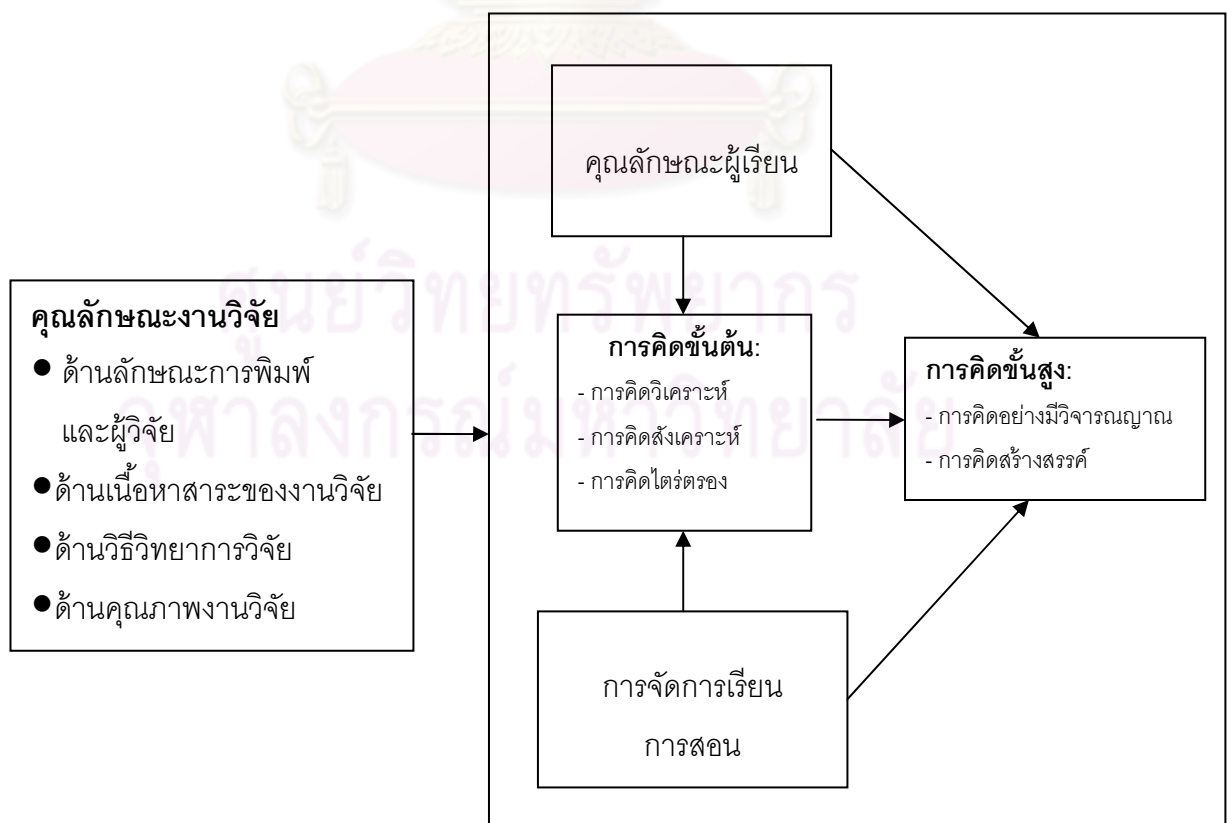 คุณลักษณะผู้เรียน
ศูนย์วิทยทรัพยากร
จุฬาลงกรณ์มหาวิทยาลัย
คุณลักษณะงานวิจัย
● ด้านลักษณะการพิมพ์
และผู้วิจัย
● ด้านเนื้อหาสาระของงานวิจัย
● ด้านวิธีวิทยาการวิจัย
● ด้านคุณภาพงานวิจัย
การคิดขั้นต้น:
- การคิดวิเคราะห์
- การคิดสังเคราะห์
- การคิดไตร่ตรอง
การคิดขั้นสูง:
- การคิดอย่างมีวิจารณญาณ
- การคิดสร้างสรรค์
การจัดการเรียน
การสอน